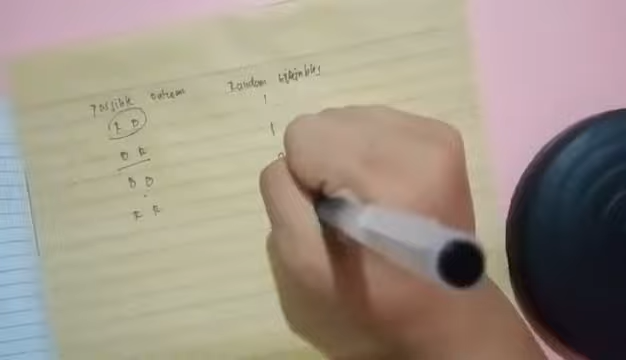 possible outcome Random Variables
R B 1
B R 1
B B
R R